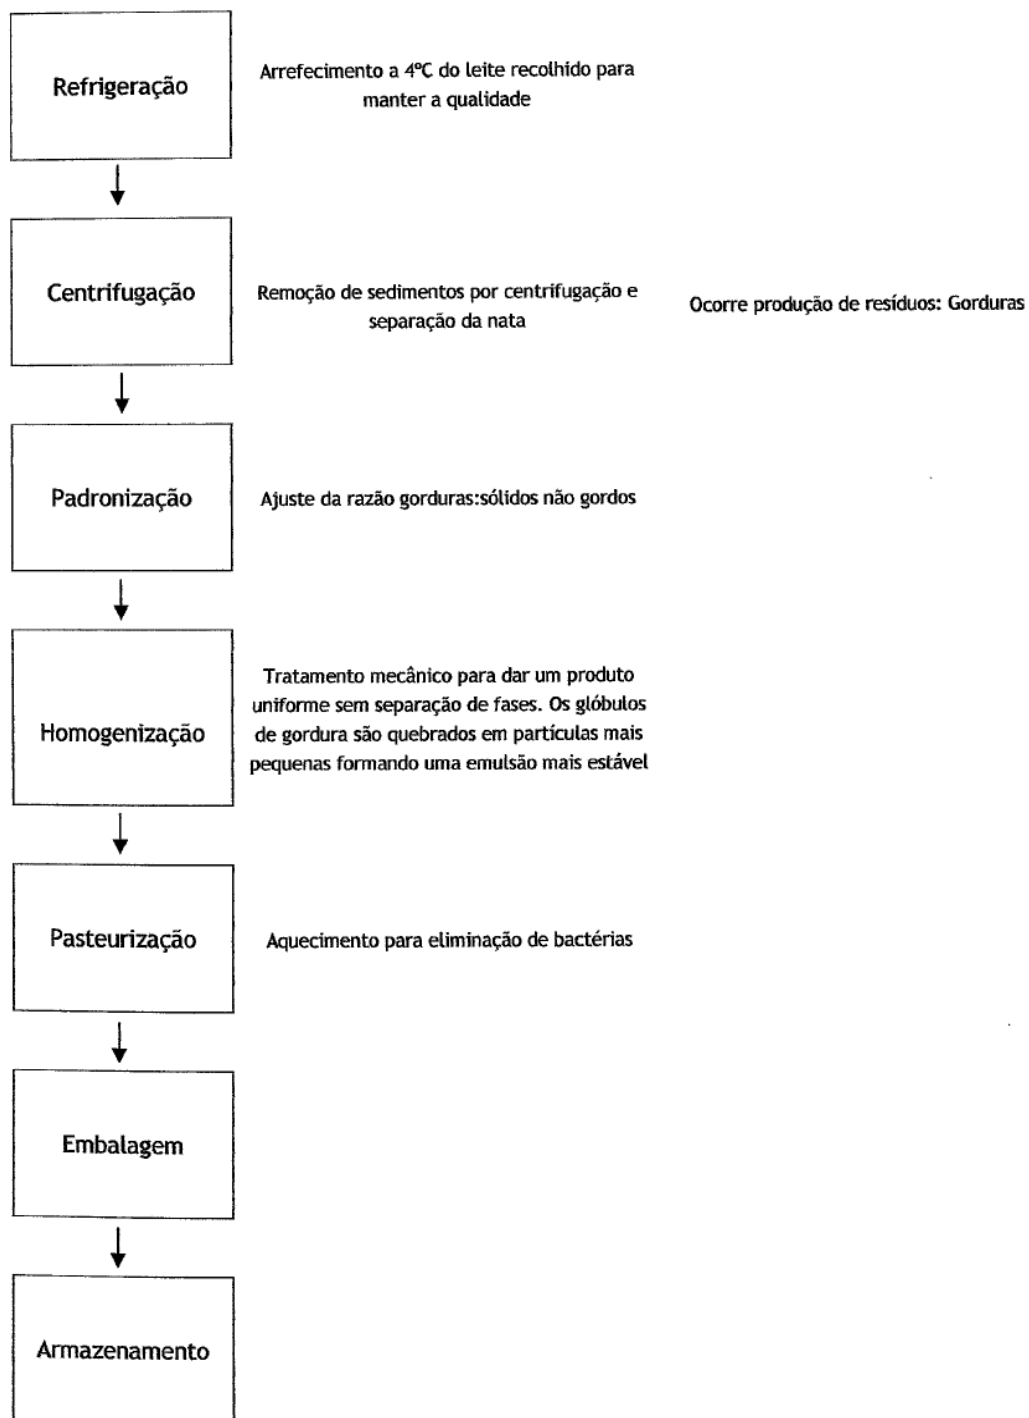 Refrigeração
Arrefecimento a 4ºC do leite recolhido para
manter a qualidade
Centrifugação
Remoção de sedimentos por centrifugação e
separação da nata
Ocorre produção de resíduos: Gorduras
Padronização
Ajuste da razão gorduras:sólidos não gordos
Homogenização
Tratamento mecânico para dar um produto
uniforme sem separação de fases. Os glóbulos
de gordura são quebrados em partículas mais
pequenas formando uma emulsão mais estável
Pasteurização
Aquecimento para eliminação de bactérias
Embalagem
Armazenamento